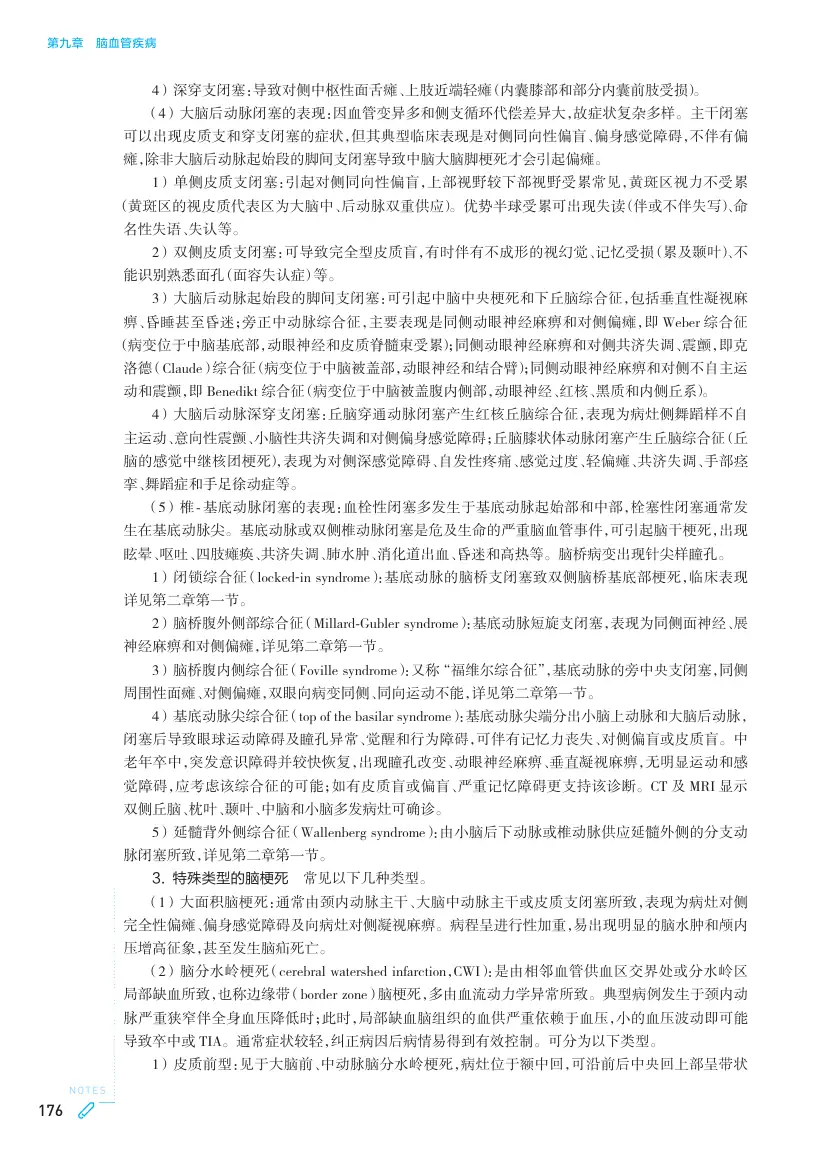 第九章 脑血管疾病
4）深穿支闭塞：导致对侧中枢性面舌瘫、上肢近端轻瘫（内囊膝部和部分内囊前肢受损）。
（4）大脑后动脉闭塞的表现：因血管变异多和侧支循环代偿差异大，故症状复杂多样。主干闭塞
可以出现皮质支和穿支闭塞的症状，但其典型临床表现是对侧同向性偏盲、偏身感觉障碍，不伴有偏
瘫，除非大脑后动脉起始段的脚间支闭塞导致中脑大脑脚梗死才会引起偏瘫。
1）单侧皮质支闭塞：引起对侧同向性偏盲，上部视野较下部视野受累常见，黄斑区视力不受累
（黄斑区的视皮质代表区为大脑中、后动脉双重供应）。优势半球受累可出现失读（伴或不伴失写）、命
名性失语、失认等。
2）双侧皮质支闭塞：可导致完全型皮质盲，有时伴有不成形的视幻觉、记忆受损（累及颞叶）、不
能识别熟悉面孔（面容失认症）等。
3）大脑后动脉起始段的脚间支闭塞：可引起中脑中央梗死和下丘脑综合征，包括垂直性凝视麻
痹、昏睡甚至昏迷；旁正中动脉综合征，主要表现是同侧动眼神经麻痹和对侧偏瘫，即 Weber 综合征
（病变位于中脑基底部，动眼神经和皮质脊髓束受累）；同侧动眼神经麻痹和对侧共济失调、震颤，即克
洛德（Claude）综合征（病变位于中脑被盖部，动眼神经和结合臂）；同侧动眼神经麻痹和对侧不自主运
动和震颤，即 Benedikt 综合征（病变位于中脑被盖腹内侧部，动眼神经、红核、黑质和内侧丘系）。
4）大脑后动脉深穿支闭塞：丘脑穿通动脉闭塞产生红核丘脑综合征，表现为病灶侧舞蹈样不自
主运动、意向性震颤、小脑性共济失调和对侧偏身感觉障碍；丘脑膝状体动脉闭塞产生丘脑综合征（丘
脑的感觉中继核团梗死），表现为对侧深感觉障碍、自发性疼痛、感觉过度、轻偏瘫、共济失调、手部痉
挛、舞蹈症和手足徐动症等。
（5）椎-基底动脉闭塞的表现：血栓性闭塞多发生于基底动脉起始部和中部，栓塞性闭塞通常发
生在基底动脉尖。基底动脉或双侧椎动脉闭塞是危及生命的严重脑血管事件，可引起脑干梗死，出现
眩晕、呕吐、四肢瘫痪、共济失调、肺水肿、消化道出血、昏迷和高热等。脑桥病变出现针尖样瞳孔。
1）闭锁综合征（locked-in syndrome）：基底动脉的脑桥支闭塞致双侧脑桥基底部梗死，临床表现
详见第二章第一节。
2）脑桥腹外侧部综合征（Millard-Gubler syndrome）：基底动脉短旋支闭塞，表现为同侧面神经、展
神经麻痹和对侧偏瘫，详见第二章第一节。
3）脑桥腹内侧综合征（Foville syndrome）：又称“福维尔综合征”，基底动脉的旁中央支闭塞，同侧
周围性面瘫、对侧偏瘫，双眼向病变同侧、同向运动不能，详见第二章第一节。
4）基底动脉尖综合征（top of the basilar syndrome）：基底动脉尖端分出小脑上动脉和大脑后动脉，
闭塞后导致眼球运动障碍及瞳孔异常、觉醒和行为障碍，可伴有记忆力丧失、对侧偏盲或皮质盲。中
老年卒中，突发意识障碍并较快恢复，出现瞳孔改变、动眼神经麻痹、垂直凝视麻痹，无明显运动和感
觉障碍，应考虑该综合征的可能；如有皮质盲或偏盲、严重记忆障碍更支持该诊断。CT 及 MRI 显示
双侧丘脑、枕叶、颞叶、中脑和小脑多发病灶可确诊。
5）延髓背外侧综合征（Wallenberg syndrome）：由小脑后下动脉或椎动脉供应延髓外侧的分支动
脉闭塞所致，详见第二章第一节。
3. 特殊类型的脑梗死 常见以下几种类型。
（1）大面积脑梗死：通常由颈内动脉主干、大脑中动脉主干或皮质支闭塞所致，表现为病灶对侧
完全性偏瘫、偏身感觉障碍及向病灶对侧凝视麻痹。病程呈进行性加重，易出现明显的脑水肿和颅内
压增高征象，甚至发生脑疝死亡。
（2）脑分水岭梗死（cerebral watershed infarction，CWI）：是由相邻血管供血区交界处或分水岭区
局部缺血所致，也称边缘带（border zone）脑梗死，多由血流动力学异常所致。典型病例发生于颈内动
脉严重狭窄伴全身血压降低时；此时，局部缺血脑组织的血供严重依赖于血压，小的血压波动即可能
导致卒中或 TIA。通常症状较轻，纠正病因后病情易得到有效控制。可分为以下类型。
1）皮质前型：见于大脑前、中动脉脑分水岭梗死，病灶位于额中回，可沿前后中央回上部呈带状
NOTES
176